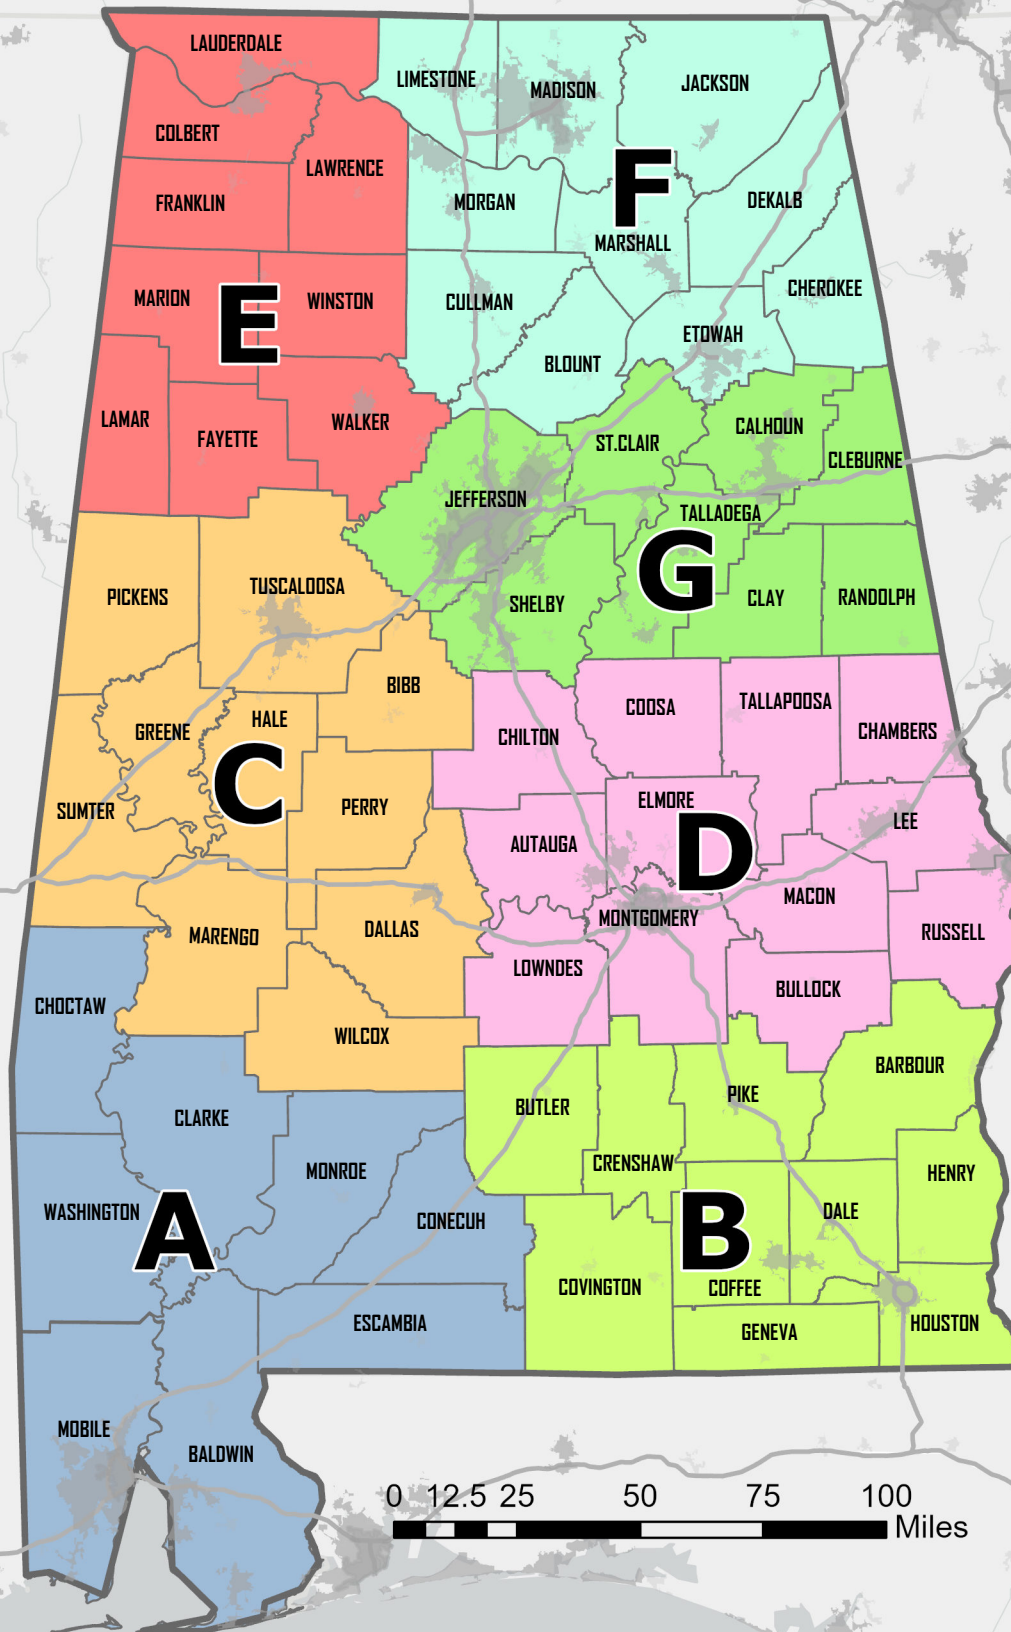 LAUDERDALE
LIMESTONE
MADISON
JACKSON
COLBERT
LAWRENCE
FRANKLIN
MORGAN
F
DEKALB
MARSHALL
MARION
WINSTON
CULLMAN
CHEROKEE
E
ETOWAH
BLOUNT
LAMAR
FAYETTE
WALKER
ST.CLAIR
CALHOUN
CLEBURNE
JEFFERSON
TALLADEGA
G
PICKENS
TUSCALOOSA
SHELBY
CLAY
RANDOLPH
BIBB
HALE
GREENE
CHILTON
COOSA
TALLAPOOSA
CHAMBERS
C
SUMTER
PERRY
ELMORE
LEE
AUTAUGA
D
MACON
MARENGO
DALLAS
MONTGOMERY
RUSSELL
LOWNDES
BULLOCK
CHOCTAW
WILCOX
BARBOUR
CLARKE
BUTLER
PIKE
MONROE
CRENSHAW
HENRY
WASHINGTON
A
CONECUH
B
DALE
COVINGTON
COFFEE
ESCAMBIA
GENEVA
HOUSTON
MOBILE
BALDWIN
0 12.5 25 50 75 100
Miles